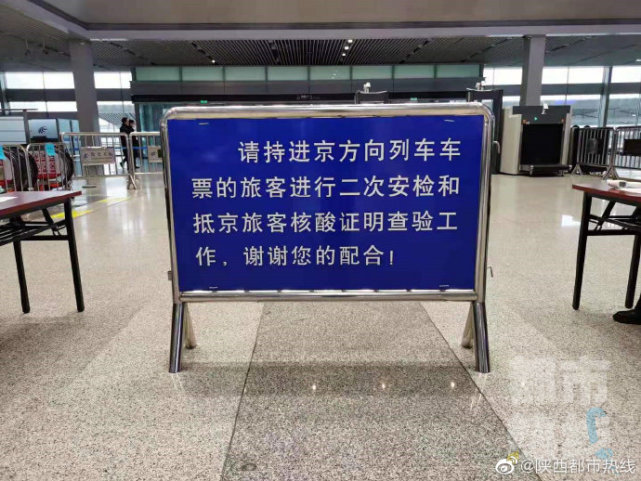 请持进京方向列车车
票的旅客进行二次安检和
抵京旅客核酸证明查验工
作，谢谢您的配合！
@陕西都市热线